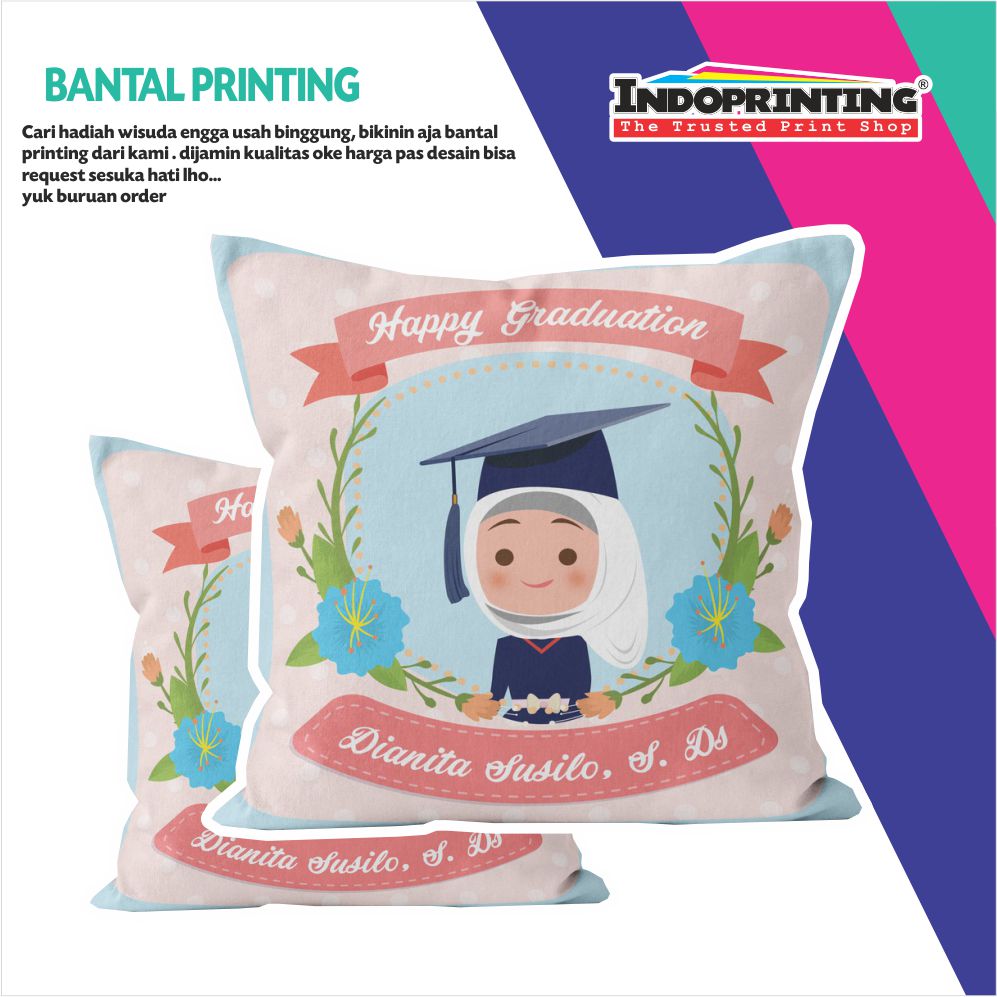 BANTAL PRINTING
Cari hadiah wisuda engga usah binggung, bikinin aja bantal
printing dari kami . dijamin kualitas oke harga pas desain bisa
request sesuka hati lho...
yuk buruan order
INDOPRINTING®
The Trusted Print Shop
Happy Graduation
Dianita Susilo, S. Ds
Ha
Dianita Susilo, S. Ds